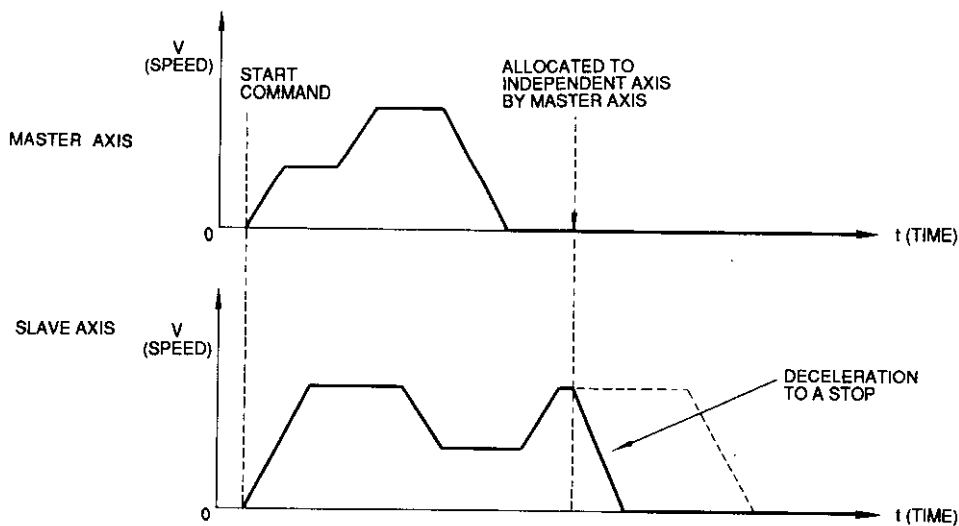 V
(SPEED)
START
COMMAND
ALLOCATED TO
INDEPENDENT AXIS
BY MASTER AXIS
MASTER AXIS
0
t (TIME)
SLAVE AXIS
V
(SPEED)
DECELERATION
TO A STOP
0
t (TIME)